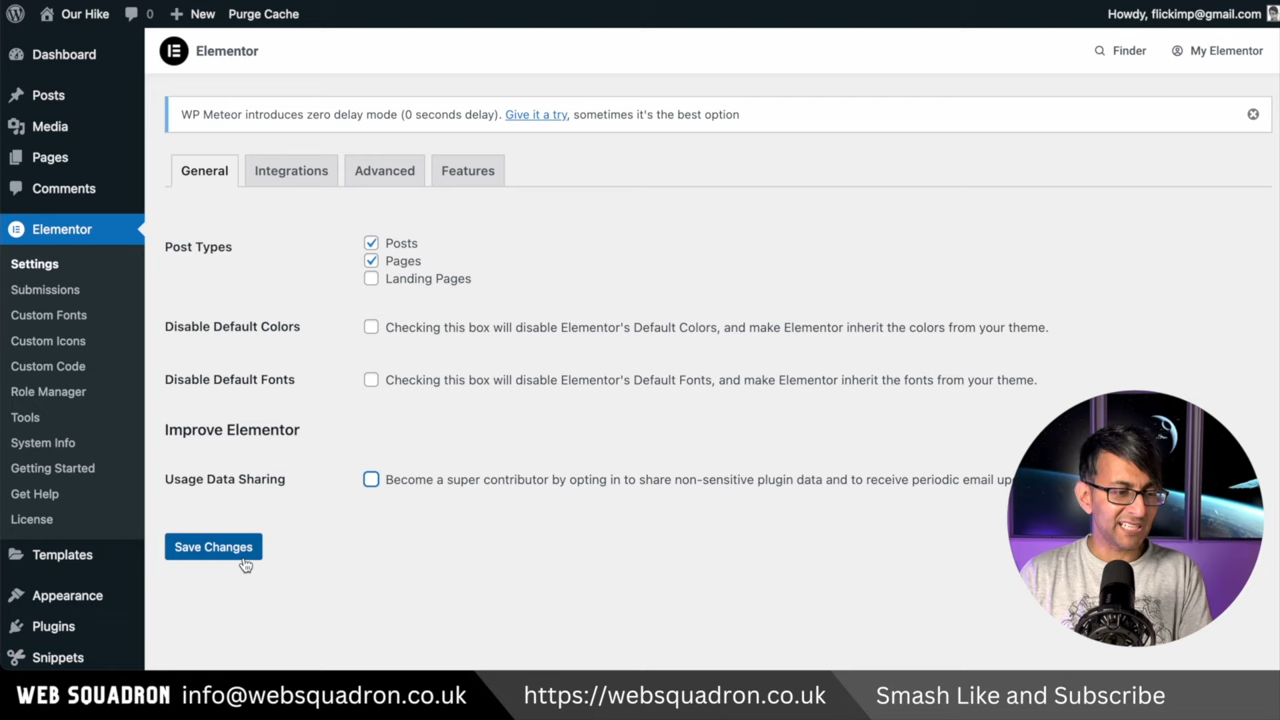 Our Hike
0
New
Purge Cache
Howdy, flickimp@gmail.com
Dashboard
Posts
Media
Pages
Comments
Elementor
Settings
Submissions
Custom Fonts
Custom Icons
Custom Code
Role Manager
Tools
System Info
Getting Started
Get Help
License
Templates
Appearance
Plugins
Snippets
Elementor
Finder
My Elementor
WP Meteor introduces zero delay mode (0 seconds delay). Give it a try, sometimes it's the best option
General
Integrations
Advanced
Features
Post Types
Posts
Pages
Landing Pages
Disable Default Colors
Checking this box will disable Elementor's Default Colors, and make Elementor inherit the colors from your theme.
Disable Default Fonts
Checking this box will disable Elementor's Default Fonts, and make Elementor inherit the fonts from your theme.
Improve Elementor
Usage Data Sharing
Become a super contributor by opting in to share non-sensitive plugin data and to receive periodic email
Save Changes
WEB SQUADRON info@websquadron.co.uk
https://websquadron.co.uk
Smash Like and Subscribe